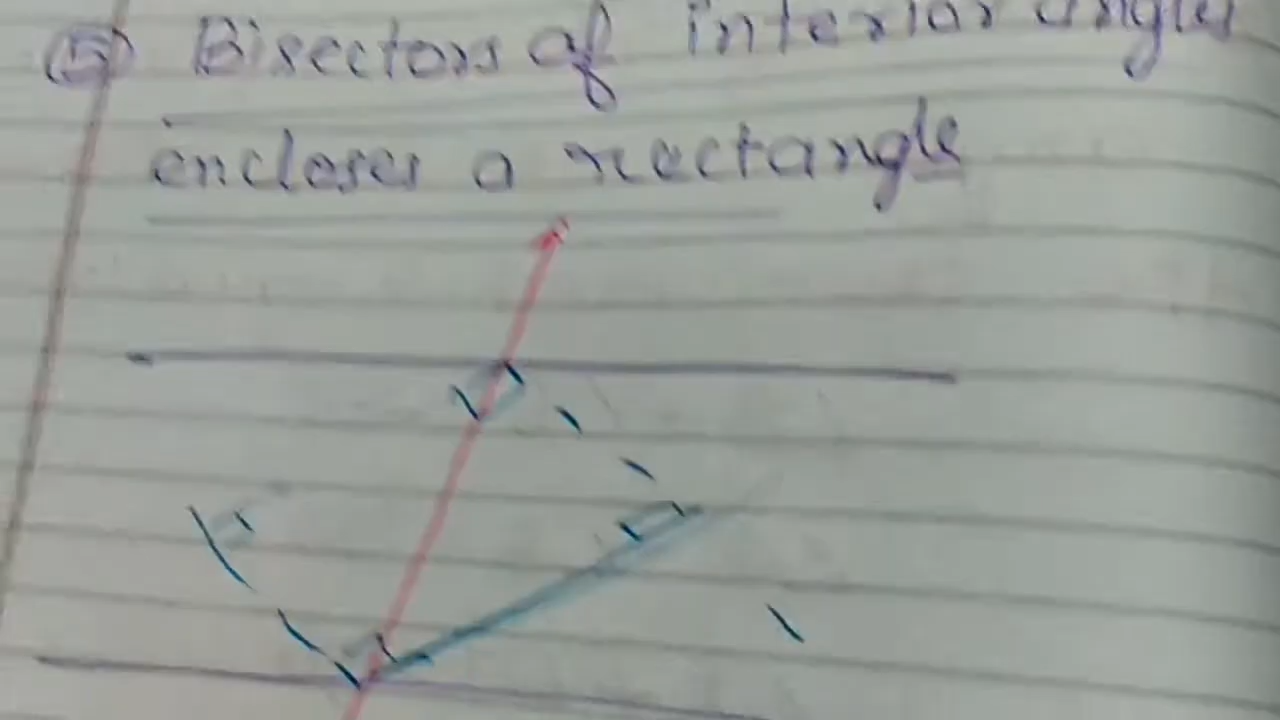 (5) Bisectors of interior angles
encloses a rectangle